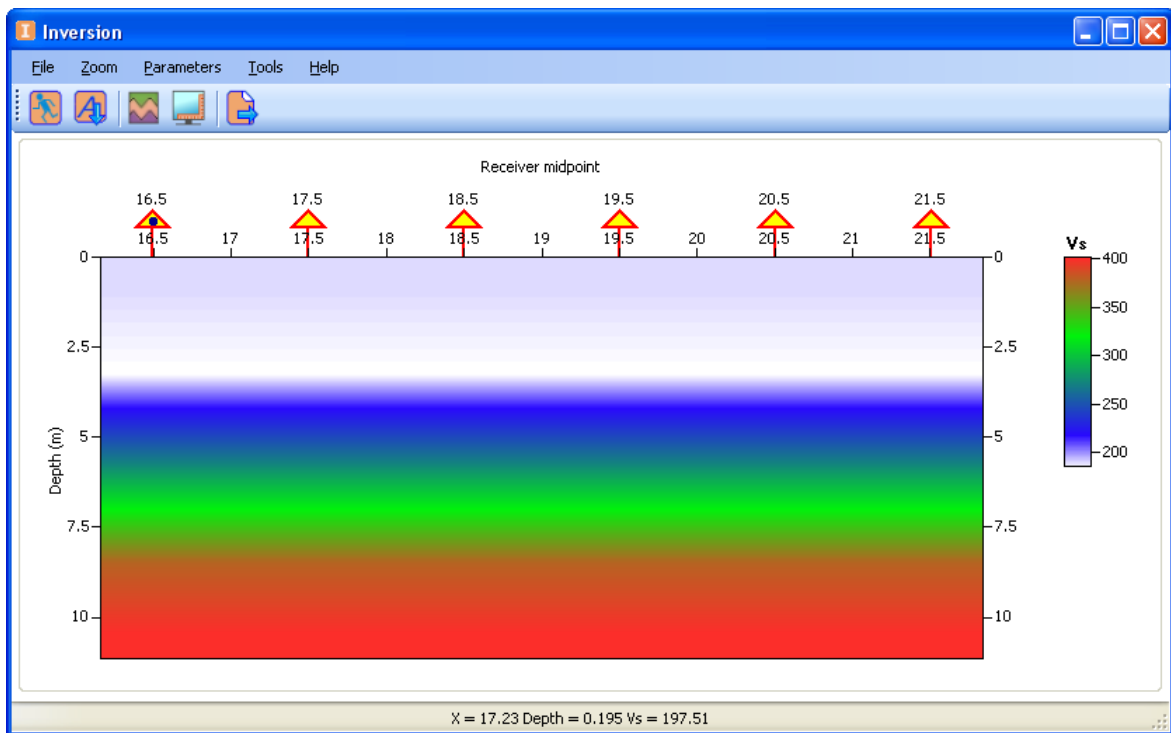 Inversion
File Zoom Parameters Tools Help
Receiver midpoint
16.5 17.5 18.5 19.5 20.5 21.5
16.5 17 17.5 18 18.5 19 19.5 20 20.5 21 21.5
Vs
0 0 400
350
2.5 2.5
300
250
Depth (m) 5 5
200
7.5 7.5
10 10
X = 17.23 Depth = 0.195 Vs = 197.51